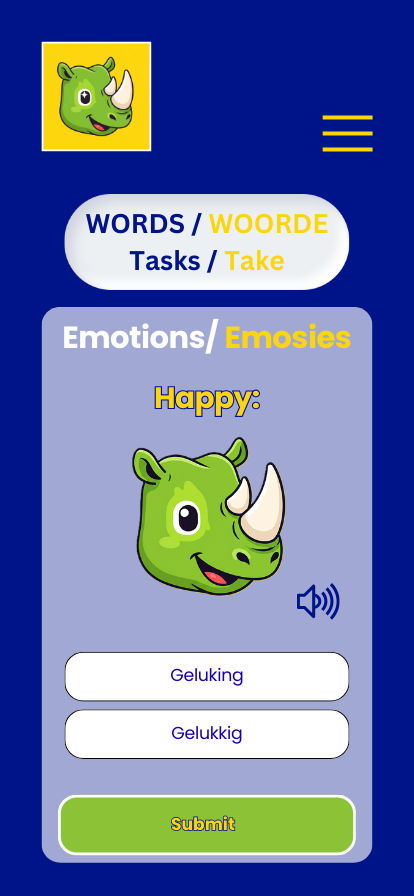 WORDS / WOORDE
Tasks / Take
Emotions/ Emosies
Happy:
Geluking
Gelukkig
Submit